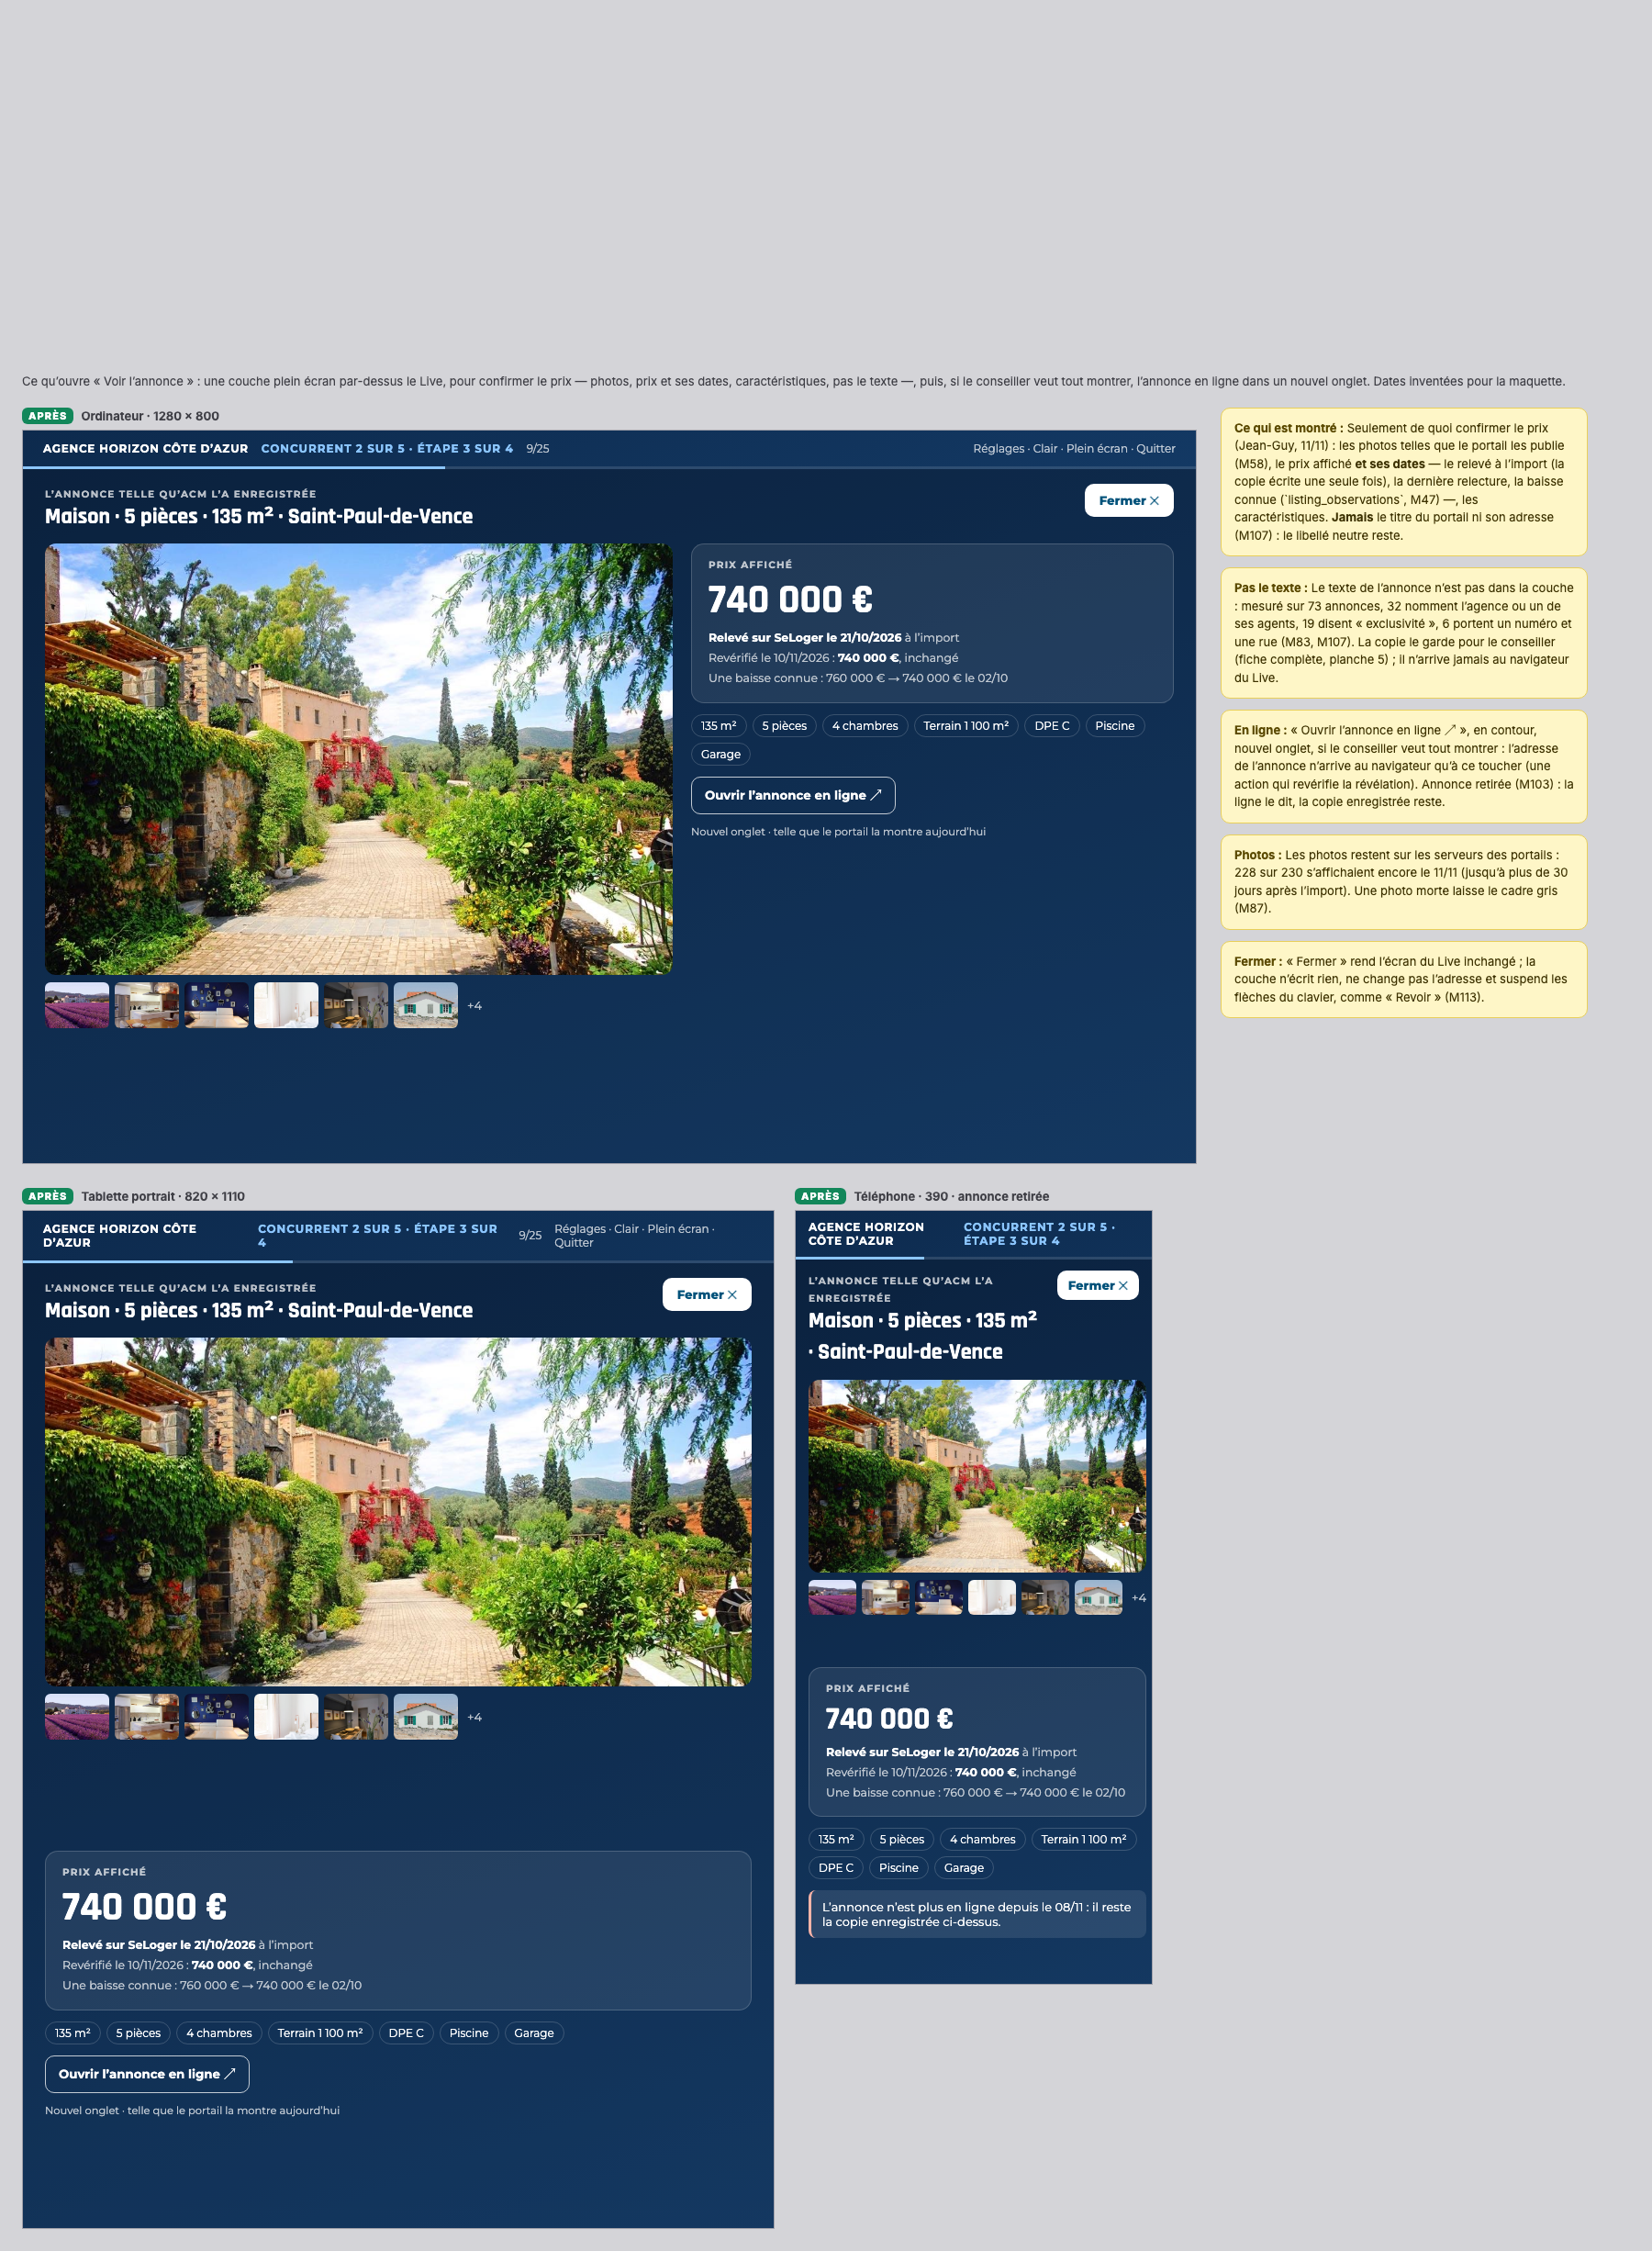 Ce qu’ouvre « Voir l’annonce » : une couche plein écran par-dessus le Live, pour confirmer le prix — photos, prix et ses dates, caractéristiques, pas le texte —, puis, si le conseiller veut tout montrer, l’annonce en ligne dans un nouvel onglet. Dates inventées pour la maquette.
APRÈS Ordinateur · 1280 × 800
AGENCE HORIZON CÔTE D’AZUR CONCURRENT 2 SUR 5 · ÉTAPE 3 SUR 4 9/25 Réglages · Clair · Plein écran · Quitter
L’ANNONCE TELLE QU’ACM L’A ENREGISTRÉE
Maison · 5 pièces · 135 m² · Saint-Paul-de-Vence
Fermer ×
PRIX AFFICHÉ
740 000 €
Relevé sur SeLoger le 21/10/2026 à l’import
Revérifié le 10/11/2026 : 740 000 €, inchangé
Une baisse connue : 760 000 € → 740 000 € le 02/10
135 m² 5 pièces 4 chambres Terrain 1 100 m² DPE C Piscine
Garage
Ouvrir l’annonce en ligne ↗
Nouvel onglet · telle que le portail la montre aujourd’hui
+4
Ce qui est montré : Seulement de quoi confirmer le prix
(Jean-Guy, 11/11) : les photos telles que le portail les publie
(M58), le prix affiché et ses dates — le relevé à l’import (la
copie écrite une seule fois), la dernière relecture, la baisse
connue (`listing_observations`, M47) —, les
caractéristiques. Jamais le titre du portail ni son adresse
(M107) : le libellé neutre reste.
Pas le texte : Le texte de l’annonce n’est pas dans la couche
: mesuré sur 73 annonces, 32 nomment l’agence ou un de
ses agents, 19 disent « exclusivité », 6 portent un numéro et
une rue (M83, M107). La copie le garde pour le conseiller
(fiche complète, planche 5) ; il n’arrive jamais au navigateur
du Live.
En ligne : « Ouvrir l’annonce en ligne ↗ », en contour,
nouvel onglet, si le conseiller veut tout montrer : l’adresse
de l’annonce n’arrive au navigateur qu’à ce toucher (une
action qui revérifie la révélation). Annonce retirée (M103) : la
ligne le dit, la copie enregistrée reste.
Photos : Les photos restent sur les serveurs des portails :
228 sur 230 s’affichaient encore le 11/11 (jusqu’à plus de 30
jours après l’import). Une photo morte laisse le cadre gris
(M87).
Fermer : « Fermer » rend l’écran du Live inchangé ; la
couche n’écrit rien, ne change pas l’adresse et suspend les
flèches du clavier, comme « Revoir » (M113).
APRÈS Tablette portrait · 820 × 1110
AGENCE HORIZON CÔTE
D’AZUR
CONCURRENT 2 SUR 5 · ÉTAPE 3 SUR
4
9/25
Réglages · Clair · Plein écran ·
Quitter
L’ANNONCE TELLE QU’ACM L’A ENREGISTRÉE
Maison · 5 pièces · 135 m² · Saint-Paul-de-Vence
Fermer ×
+4
PRIX AFFICHÉ
740 000 €
Relevé sur SeLoger le 21/10/2026 à l’import
Revérifié le 10/11/2026 : 740 000 €, inchangé
Une baisse connue : 760 000 € → 740 000 € le 02/10
135 m² 5 pièces 4 chambres Terrain 1 100 m² DPE C Piscine Garage
Ouvrir l’annonce en ligne ↗
Nouvel onglet · telle que le portail la montre aujourd’hui
APRÈS Téléphone · 390 · annonce retirée
AGENCE HORIZON
CÔTE D’AZUR
CONCURRENT 2 SUR 5 ·
ÉTAPE 3 SUR 4
L’ANNONCE TELLE QU’ACM L’A
ENREGISTRÉE
Maison · 5 pièces · 135 m²
· Saint-Paul-de-Vence
Fermer ×
+4
PRIX AFFICHÉ
740 000 €
Relevé sur SeLoger le 21/10/2026 à l’import
Revérifié le 10/11/2026 : 740 000 €, inchangé
Une baisse connue : 760 000 € → 740 000 € le 02/10
135 m² 5 pièces 4 chambres Terrain 1 100 m²
DPE C Piscine Garage
L’annonce n’est plus en ligne depuis le 08/11 : il reste
la copie enregistrée ci-dessus.